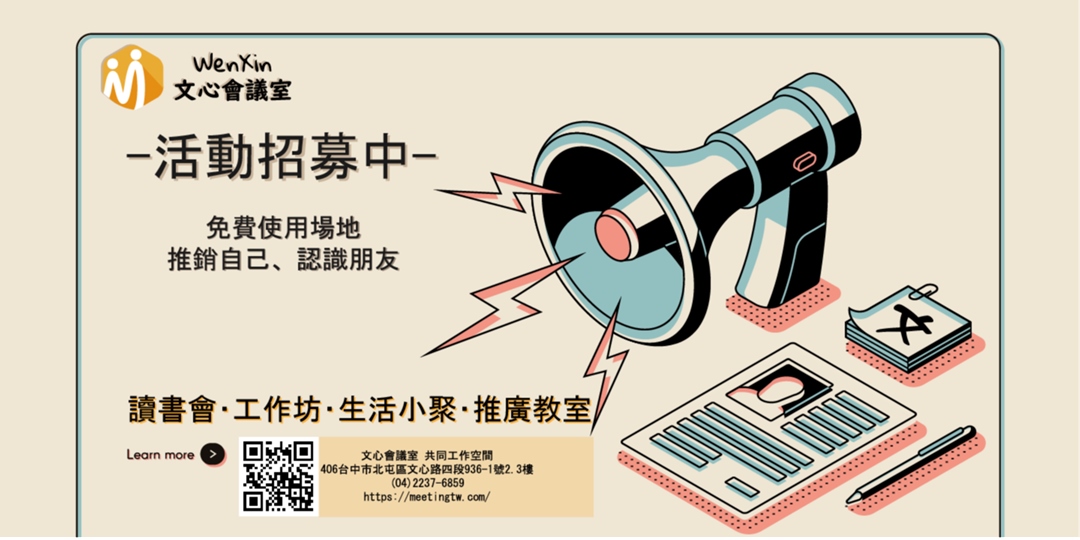 WenXin
文心會議室
-活動招募中-
免費使用場地
推銷自己、認識朋友
讀書會·工作坊·生活小聚·推廣教室
Learn more >
文心會議室 共同工作空間
406台中市北屯區文心路四段936-1號2.3樓
(04)2237-6859
https://meetingtw.com/